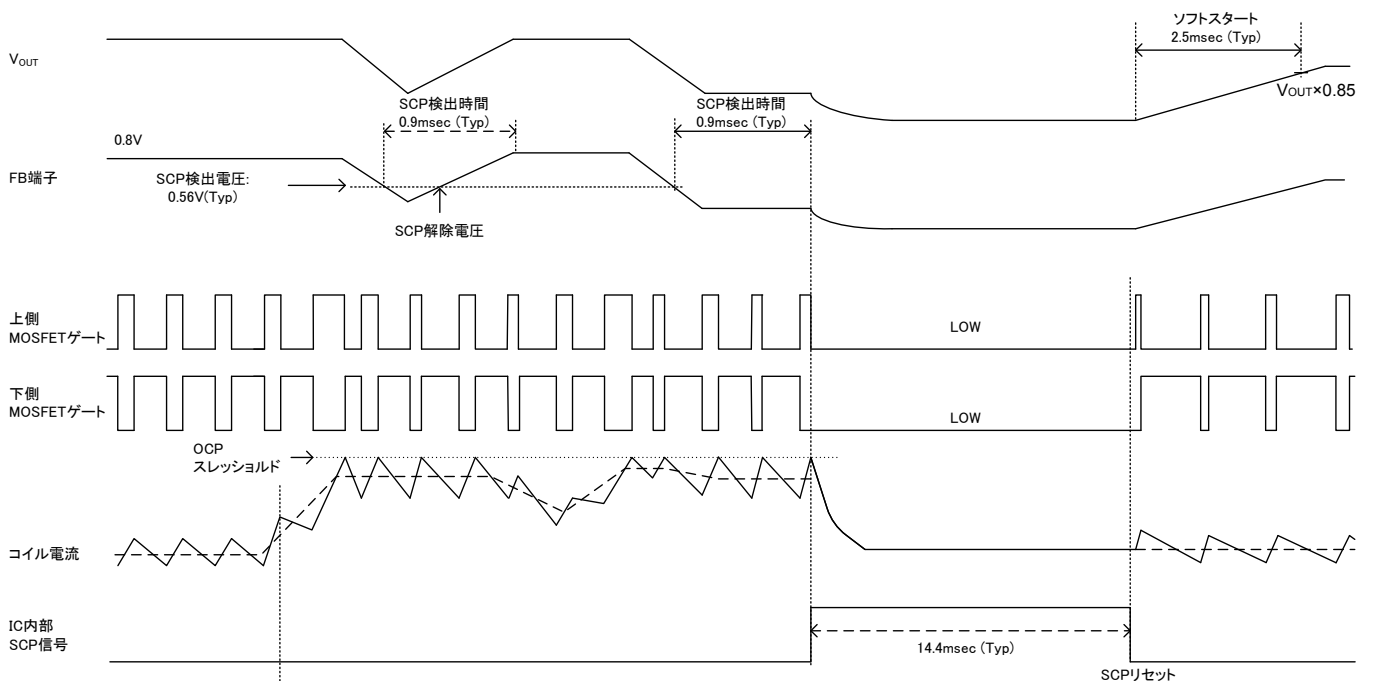 ソフトスタート
2.5msec (Typ)
VOUT
VOUT×0.85
SCP検出時間
0.9msec (Typ)
SCP検出時間
0.9msec (Typ)
0.8V
FB端子
SCP検出電圧:
0.56V(Typ)
SCP解除電圧
上側
MOSFETゲート
LOW
下側
MOSFETゲート
LOW
OCP
スレッショルド
コイル電流
IC内部
SCP信号
14.4msec (Typ)
SCPリセット